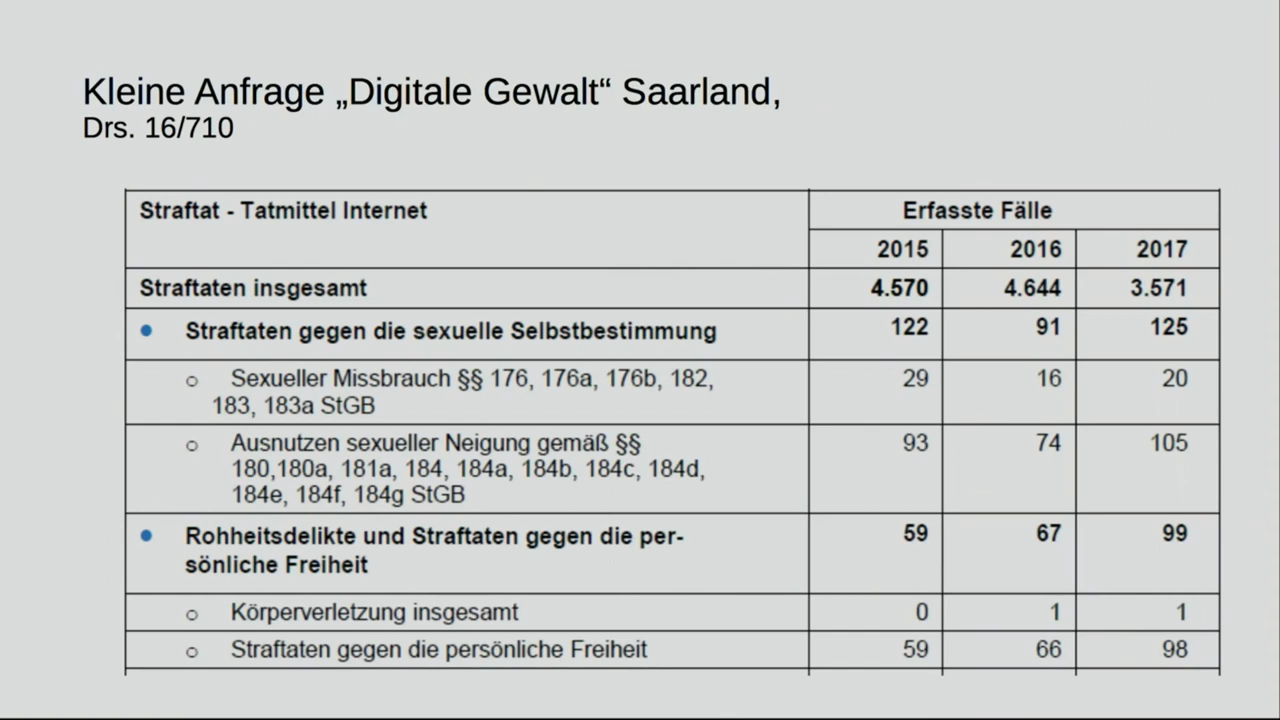 Kleine Anfrage „Digitale Gewalt“ Saarland,
Drs. 16/710
Straftat - Tatmittel Internet
Erfasste Fälle
2015 2016 2017
Straftaten insgesamt 4.570 4.644 3.571
Straftaten gegen die sexuelle Selbstbestimmung 122 91 125
Sexueller Missbrauch §§ 176, 176a, 176b, 182, 29 16 20
183, 183a StGB
Ausnutzen sexueller Neigung gemäß §§ 93 74 105
180,180a, 181a, 184, 184a, 184b, 184c, 184d,
184e, 184f, 184g StGB
Rohheitsdelikte und Straftaten gegen die per- 59 67 99
sönliche Freiheit
Körperverletzung insgesamt 0 1 1
Straftaten gegen die persönliche Freiheit 59 66 98